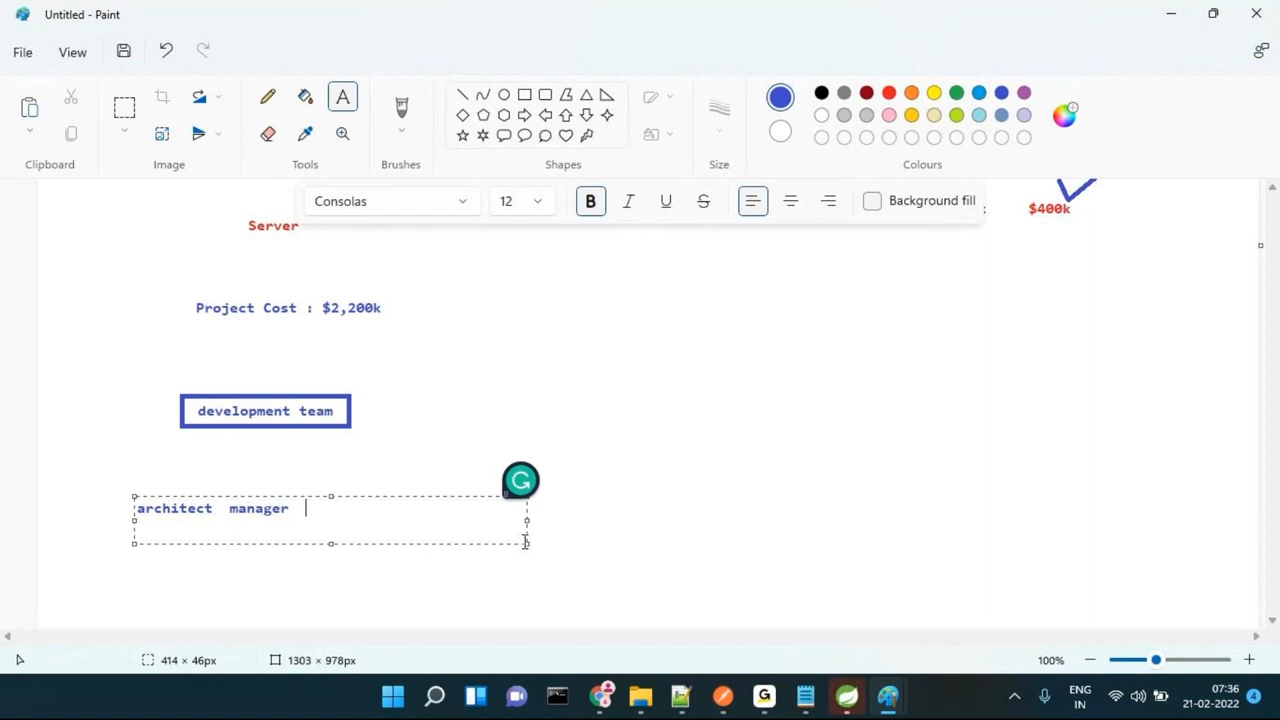 Untitled - Paint
File View
Clipboard Image Tools Brushes Shapes Size Colours
Consolas 12 B I U S Background fill
: $400k
Server
Project Cost : $2,200k
development team
architect manager
414 × 46px 1303 × 978px 100%
ENG 07:36
IN 21-02-2022 4